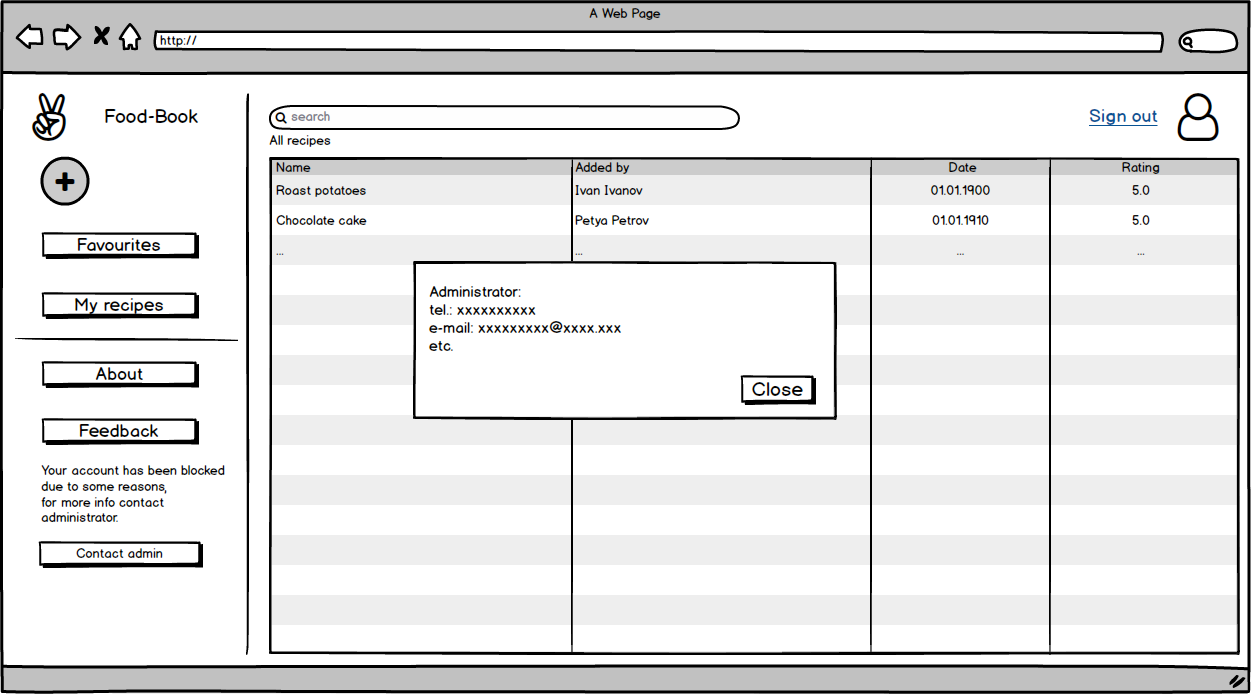 A Web Page
http://
Food-Book
search
Sign out
All recipes
Name Added by Date Rating
Roast potatoes Ivan Ivanov 01.01.1900 5.0
Chocolate cake Petya Petrov 01.01.1910 5.0
... ... ... ...
Favourites
My recipes
About
Feedback
Your account has been blocked
due to some reasons,
for more info contact
administrator.
Contact admin
Administrator:
tel.: xxxxxxxxxx
e-mail: xxxxxxxxx@xxxx.xxx
etc.
Close